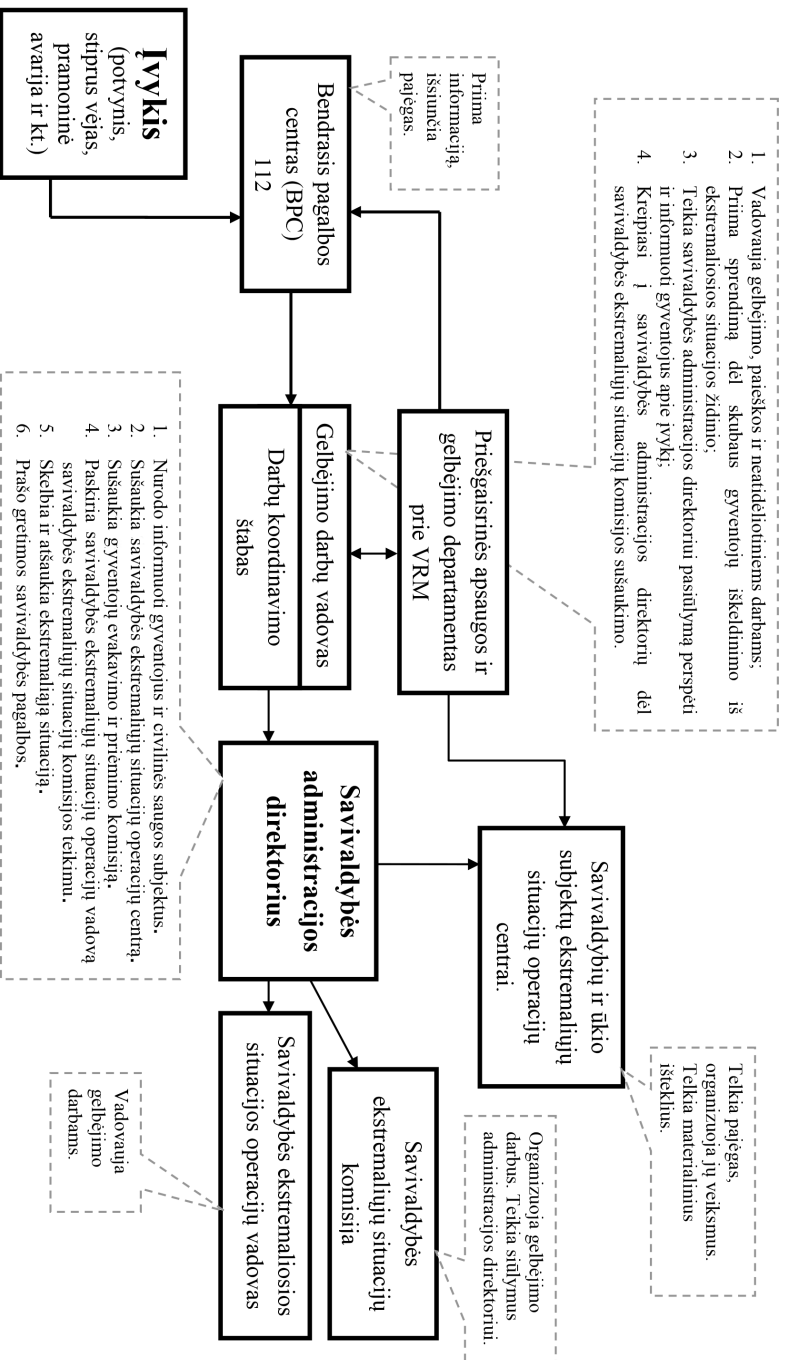 Įvykis
(potvynis,
stiprus vėjas,
pramoninė
avarija ir kt.)
Priima
informaciją,
išsiunčia
pajėgas.
Bendrasis pagalbos
centras (BPC)
112
1. Vadovauja gelbėjimo, paieškos ir neatidėliotiniems darbams;
2. Priima sprendimą dėl skubaus gyventojų iškeldinimo iš
ekstremaliosios situacijos židinio;
3. Teikia savivaldybės administracijos direktoriui pasiūlymą perspėti
ir informuoti gyventojus apie įvykį;
4. Kreipiasi į savivaldybės administracijos direktorių dėl
savivaldybės ekstremaliųjų situacijų komisijos sušaukimo.
Priešgaisrinės apsaugos ir
gelbėjimo departamentas
prie VRM
Gelbėjimo darbų vadovas
Darbų koordinavimo
štabas
1. Nurodo informuoti gyventojus ir civilinės saugos subjektus.
2. Sušaukia savivaldybės ekstremaliųjų situacijų operacijų centrą.
3. Sušaukia gyventojų evakavimo ir priėmimo komisiją.
4. Paskiria savivaldybės ekstremaliųjų situacijų operacijų vadovą
savivaldybės ekstremaliųjų situacijų komisijos teikimu.
5. Skelbia ir atšaukia ekstremaliąją situaciją.
6. Prašo gretimos savivaldybės pagalbos.
Savivaldybės
administracijos
direktorius
Savivaldybių ir ūkio
subjektų ekstremaliųjų
situacijų operacijų
centrai.
Telkia pajėgas,
organizuoja jų veiksmus.
Telkia materialinius
išteklius.
Organizuoja gelbėjimo
darbus. Teikia siūlymus
administracijos direktoriui.
Savivaldybės
ekstremaliųjų situacijų
komisija
Savivaldybės ekstremaliosios
situacijos operacijų vadovas
Vadovauja
gelbėjimo
darbams.